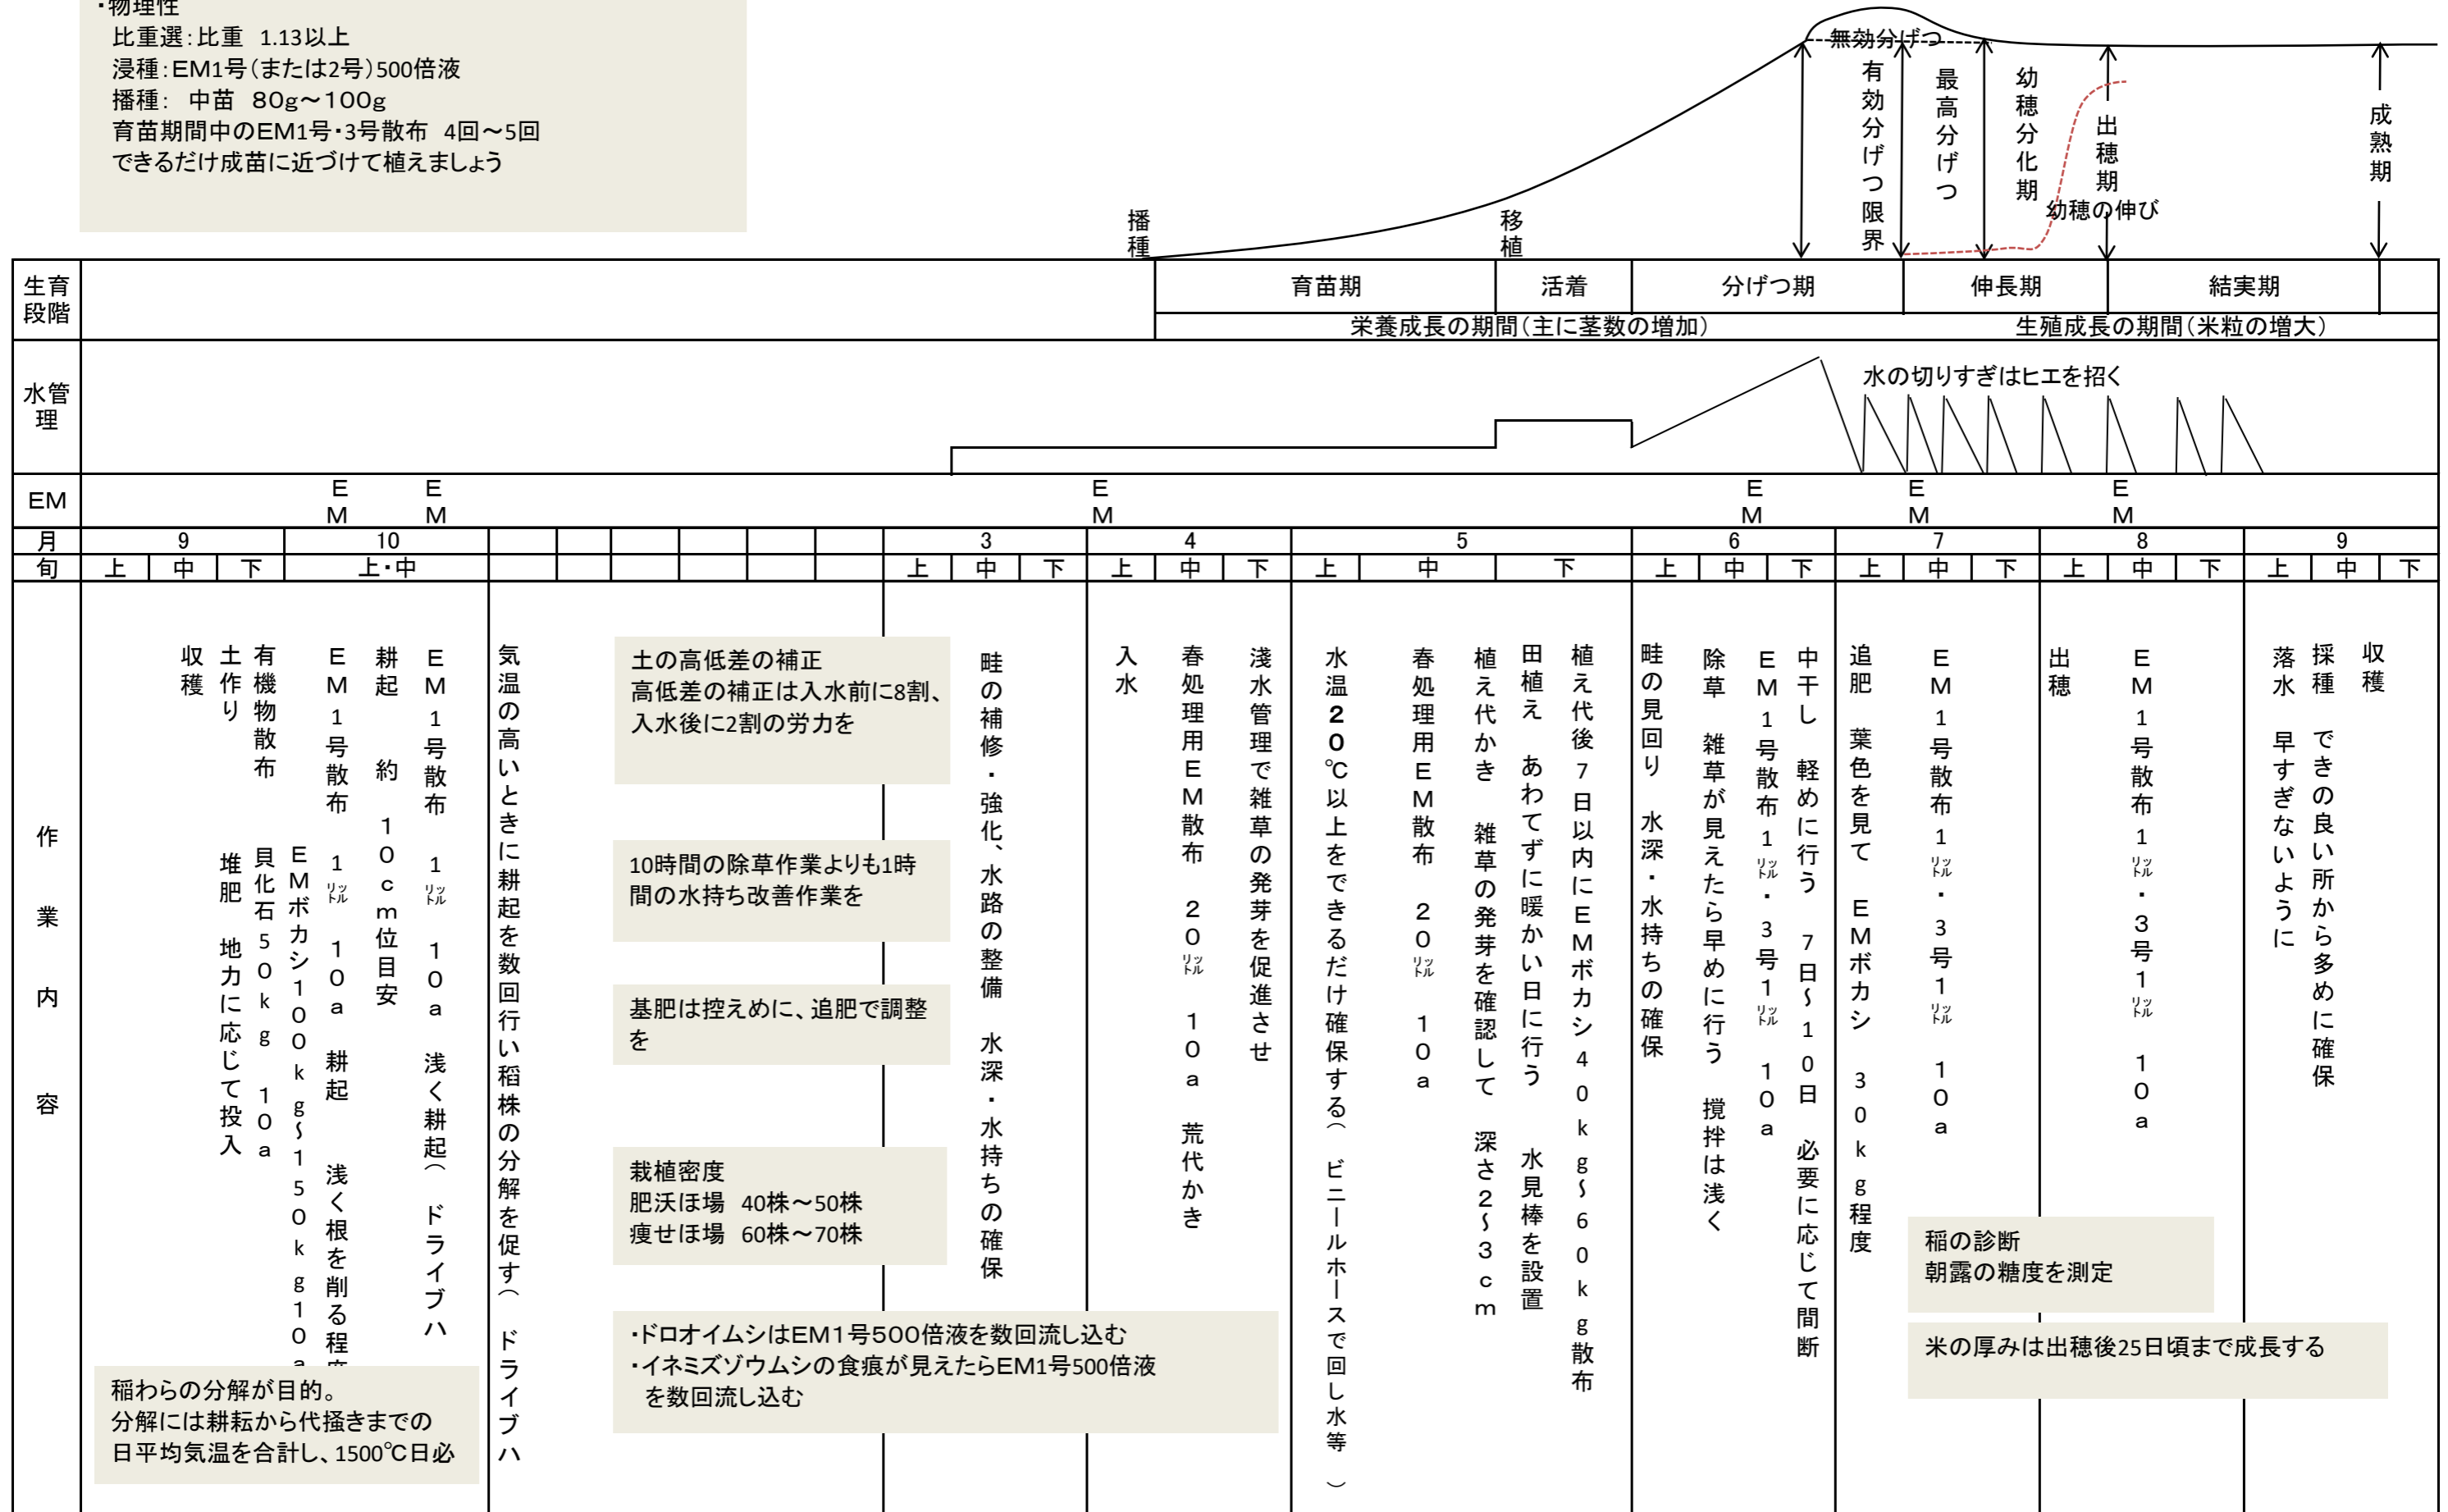 ・物理性
比重選：比重　1.13以上
浸種：EM1号（または2号）500倍液
播種：　中苗　80g～100g
育苗期間中のEM1号・3号散布　4回～5回
できるだけ成苗に近づけて植えましょう
播種
移植
無効分げつ
有効分げつ限界
最高分げつ
幼穂分化期
出穂期
幼穂の伸び
成熟期
生育段階
育苗期
活着
分げつ期
伸長期
結実期
栄養成長の期間（主に茎数の増加）
生殖成長の期間（米粒の増大）
水管理
水の切りすぎはヒエを招く
EM
EM
EM
EM
EM
EM
EM
月
9
10
3
4
5
6
7
8
9
旬
上
中
下
上・中
上
中
下
上
中
下
上
中
下
上
中
下
上
中
下
上
中
下
上
中
下
作業内容
収穫
土作り　堆肥　地力に応じて投入
有機物散布　貝化石50kg　10a
EMボカシ100kg～150kg10a
EM1号散布　1リットル　10a　耕起　浅く根を削る程度
耕起　約10cm位目安
EM1号散布　1リットル　10a　浅く耕起（ドライブハ
気温の高いときに耕起を数回行い稲株の分解を促す（ドライブハ
稲わらの分解が目的。
分解には耕耘から代掻きまでの
日平均気温を合計し、1500℃日必
土の高低差の補正
高低差の補正は入水前に8割、
入水後に2割の労力を
10時間の除草作業よりも1時
間の水持ち改善作業を
基肥は控えめに、追肥で調整
を
栽植密度
肥沃ほ場　40株～50株
痩せほ場　60株～70株
・ドロオイムシはEM1号500倍液を数回流し込む
・イネミズゾウムシの食痕が見えたらEM1号500倍液
を数回流し込む
畦の補修・強化、水路の整備　水深・水持ちの確保
入水
春処理用EM散布　20リットル　10a　荒代かき
淺水管理で雑草の発芽を促進させ
水温20℃以上をできるだけ確保する（ビニールホースで回し水等）
春処理用EM散布　20リットル　10a
植え代かき　雑草の発芽を確認して　深さ2～3cm
田植え　あわてずに暖かい日に行う　水見棒を設置
植え代後7日以内にEMボカシ40kg～60kg散布
畦の見回り　水深・水持ちの確保
除草　雑草が見えたら早めに行う　撹拌は浅く
EM1号散布1リットル・3号1リットル　10a
中干し　軽めに行う　7日～10日　必要に応じて間断
追肥　葉色を見て　EMボカシ　30kg程度
EM1号散布1リットル・3号1リットル　10a
出穂
EM1号散布1リットル・3号1リットル　10a
稲の診断
朝露の糖度を測定
米の厚みは出穂後25日頃まで成長する
落水　早すぎないように
採種　できの良い所から多めに確保
収穫